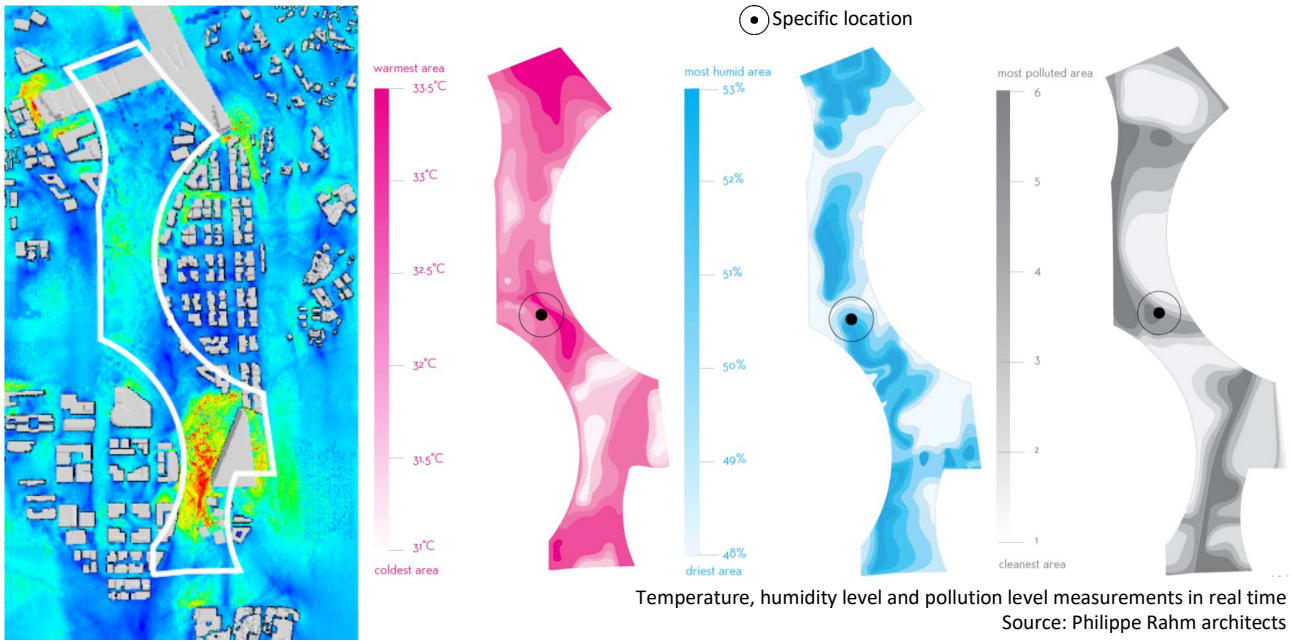 Specific location
warmest area
33.5°C
33°C
32.5°C
32°C
31.5°C
31°C
coldest area
most humid area
53%
52%
51%
50%
49%
48%
driest area
most polluted area
6
5
4
3
2
1
cleanest area
Temperature, humidity level and pollution level measurements in real time
Source: Philippe Rahm architects